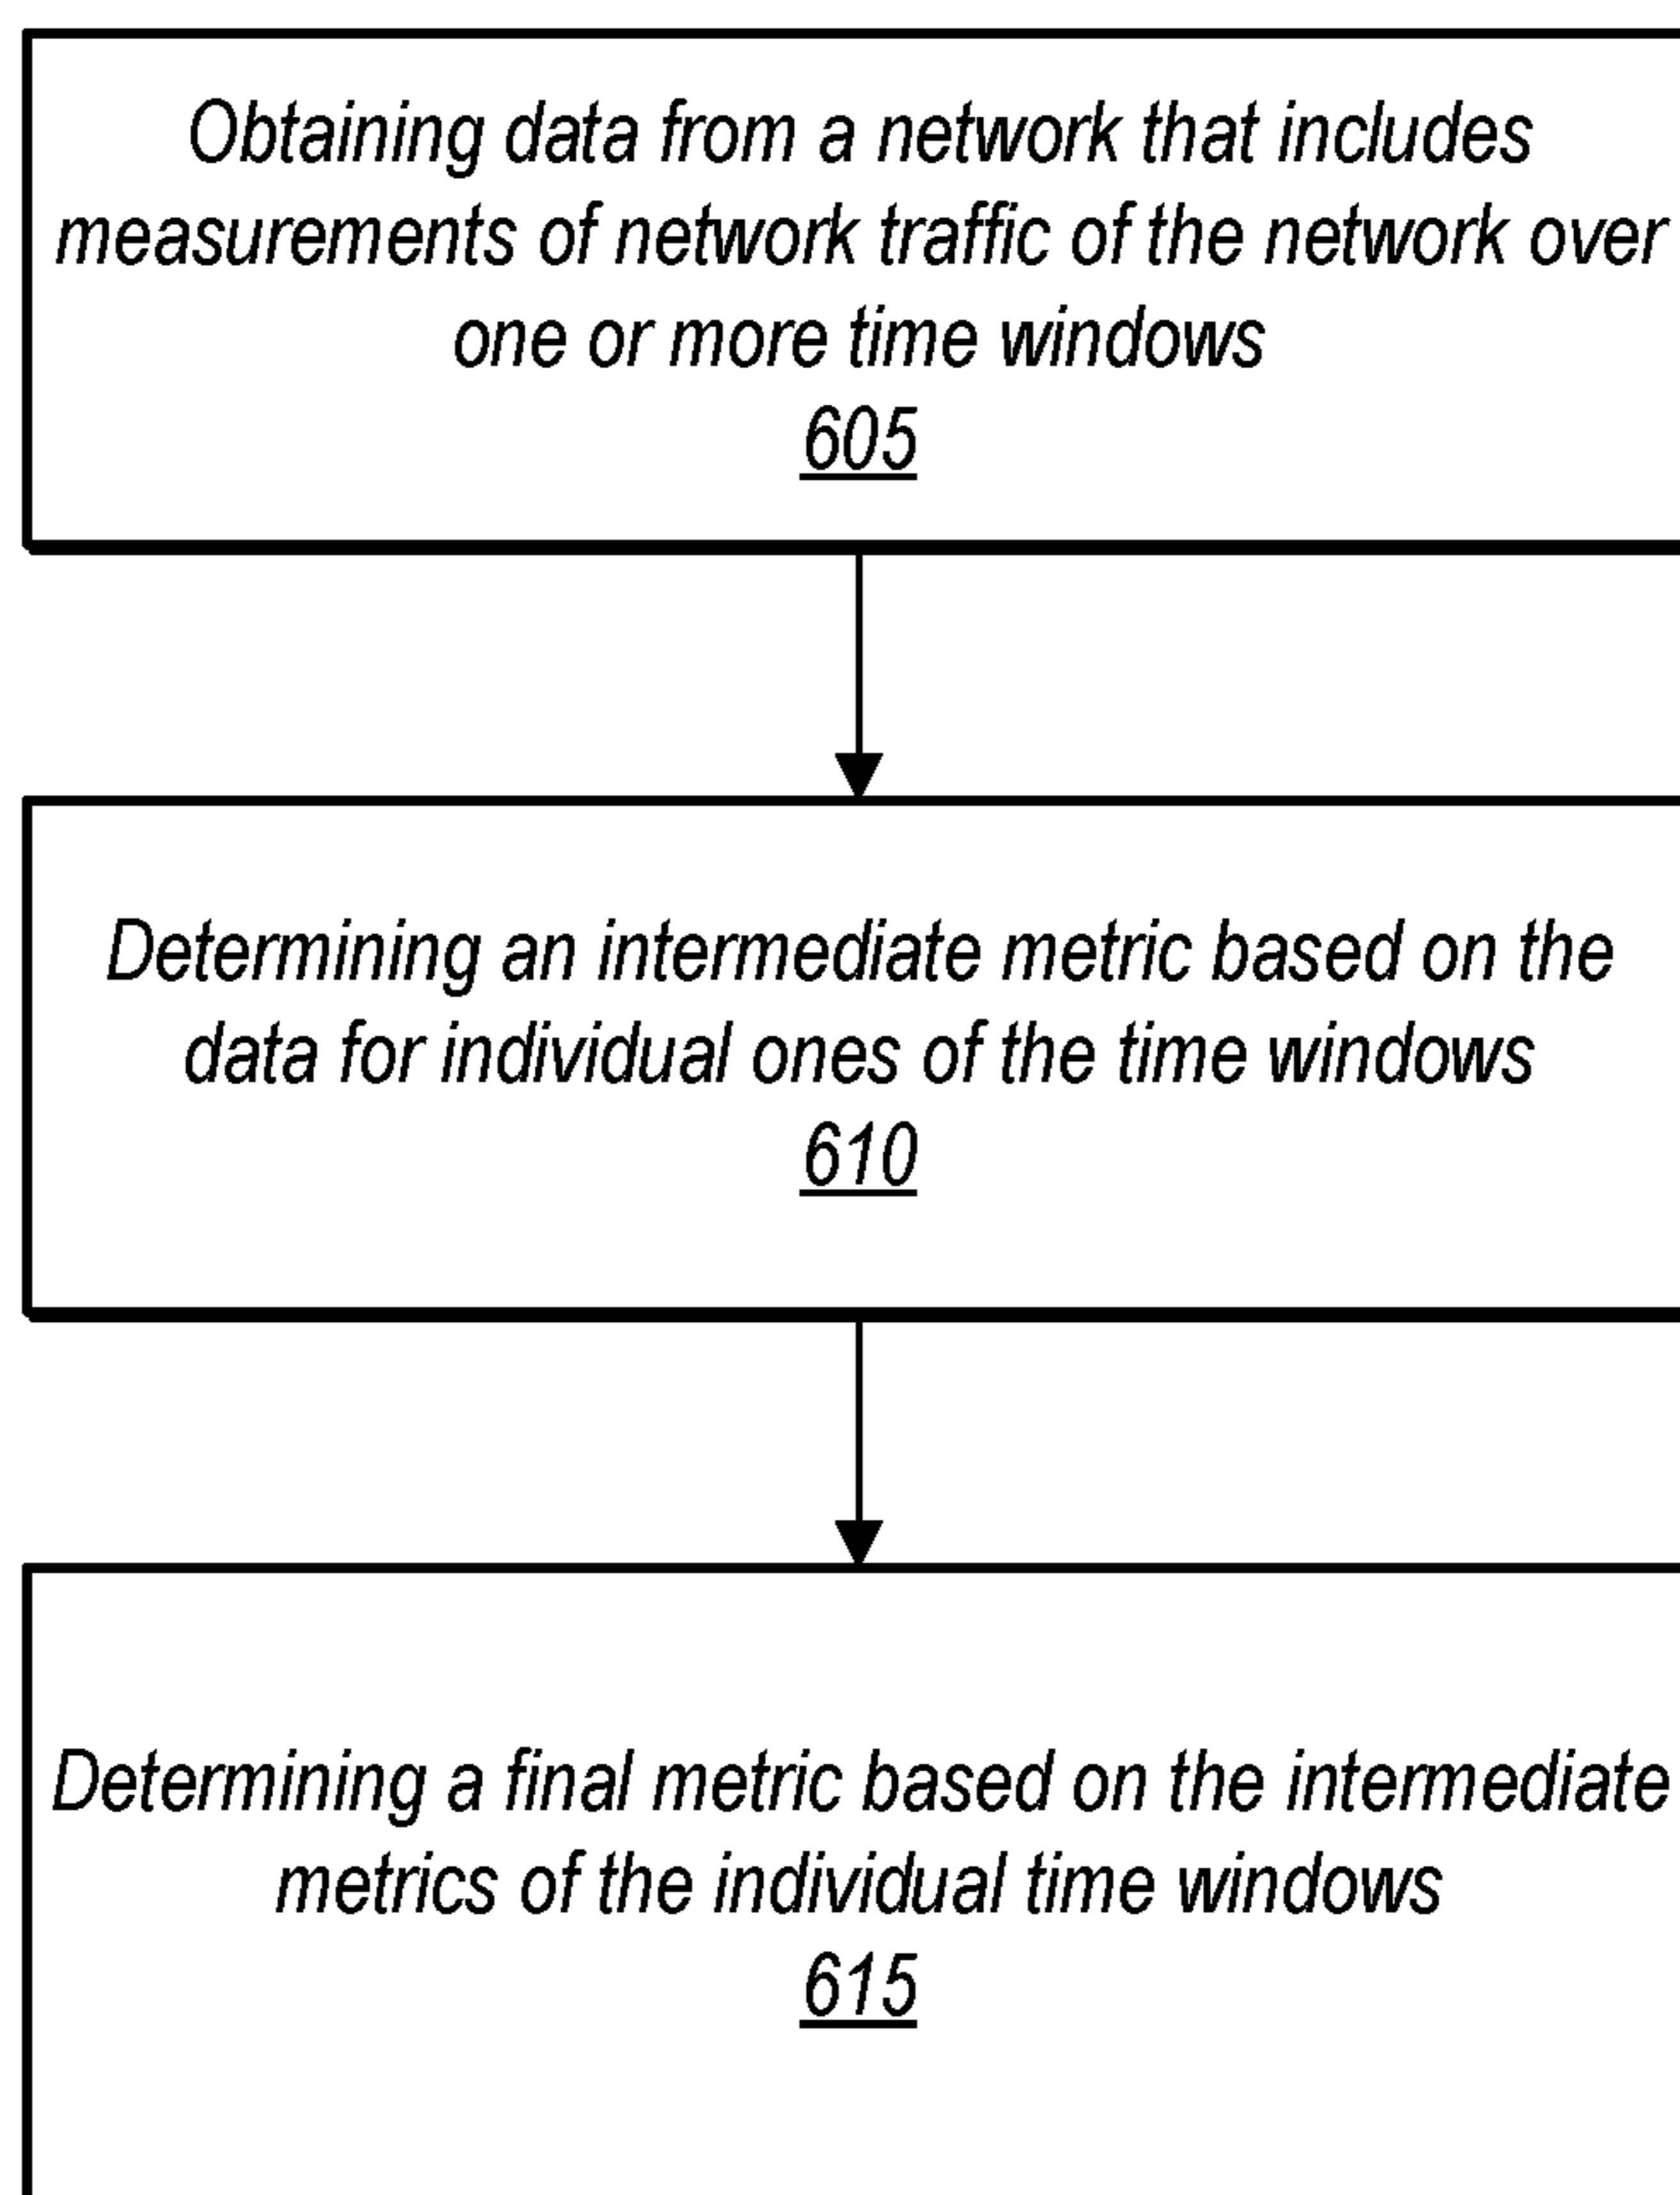 Obtaining data from a network that includes
measurements of network traffic of the network over
one or more time windows
605
Determining an intermediate metric based on the
data for individual ones of the time windows
610
Determining a final metric based on the intermediate
metrics of the individual time windows
615